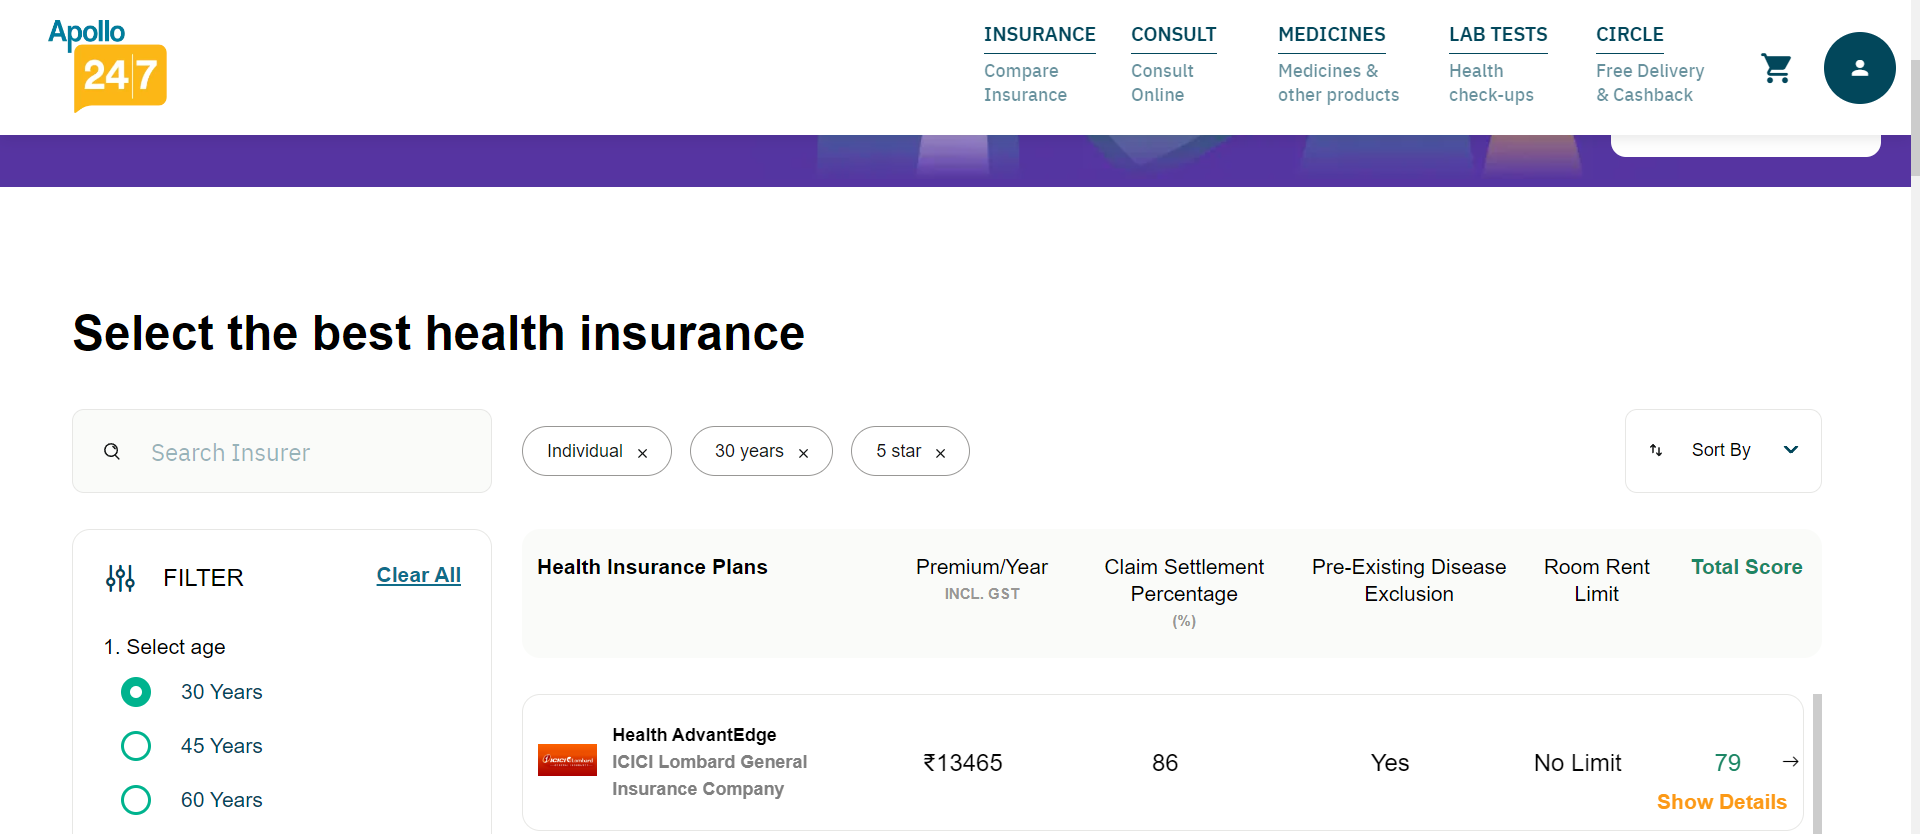 Apollo
24|7
INSURANCE
Compare
Insurance
CONSULT
Consult
Online
MEDICINES
Medicines &
other products
LAB TESTS
Health
check-ups
CIRCLE
Free Delivery
& Cashback
Select the best health insurance
Search Insurer
Individual ×
30 years ×
5 star ×
Sort By
FILTER
Clear All
1. Select age
30 Years
45 Years
60 Years
Health Insurance Plans
Premium/Year
INCL. GST
Claim Settlement
Percentage
(%)
Pre-Existing Disease
Exclusion
Room Rent
Limit
Total Score
ICICI Lombard
Health AdvantEdge
ICICI Lombard General
Insurance Company
₹13465
86
Yes
No Limit
79
Show Details